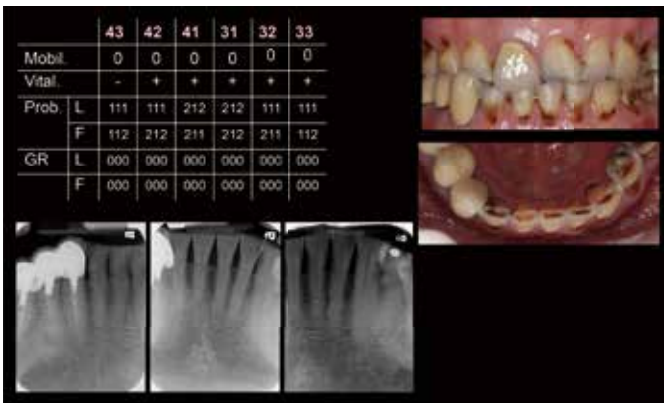 43 42 41 31 32 33
Mobil. 0 0 0 0 0 0
Vital. - + + + + +
Prob. L 111 111 212 212 111 111
F 112 212 211 212 211 112
GR L 000 000 000 000 000 000
F 000 000 000 000 000 000
a
a